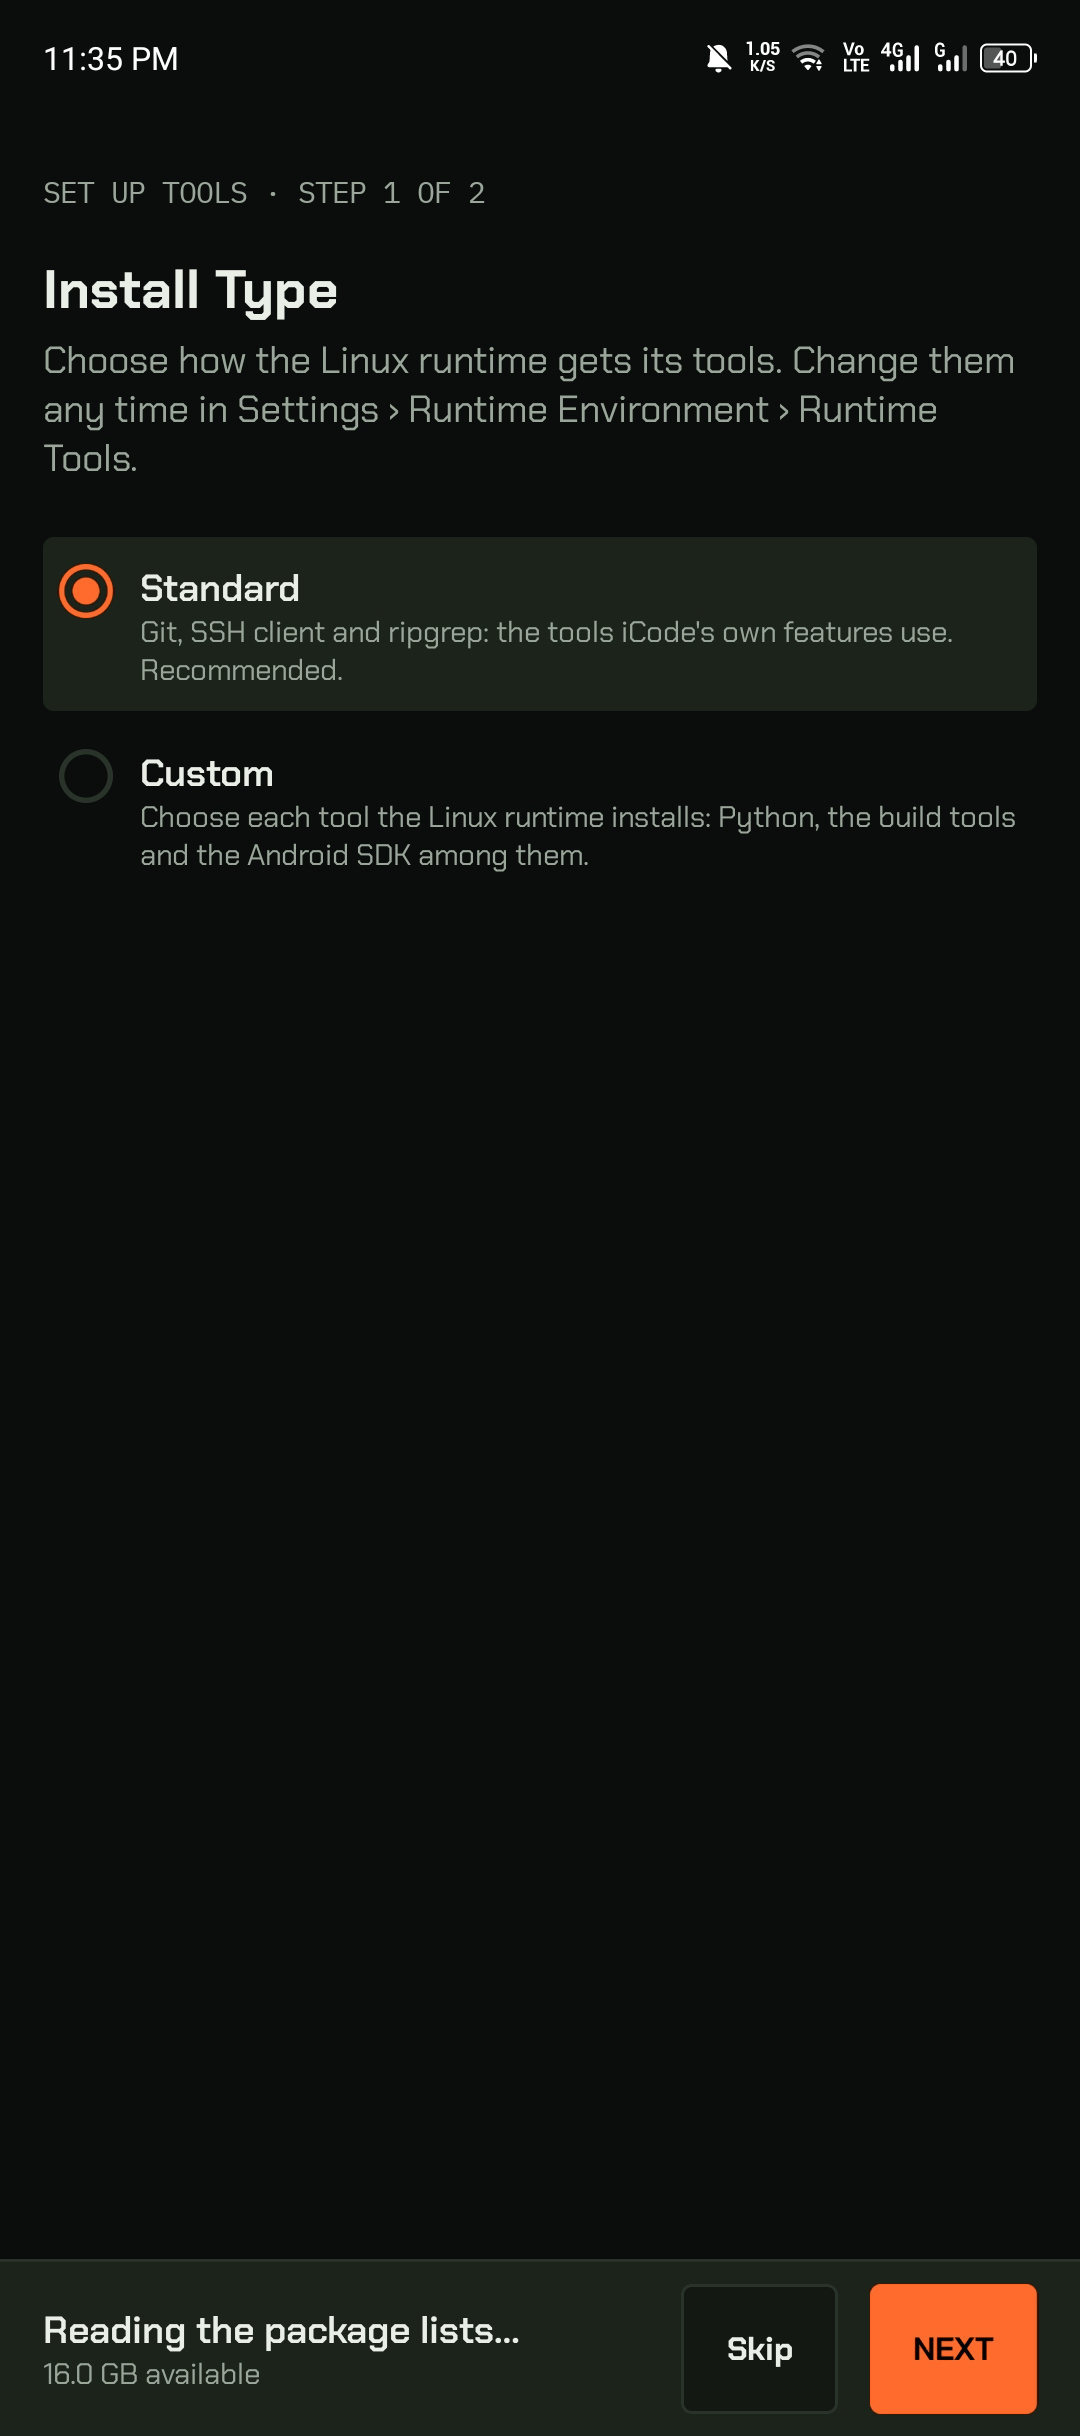 11:35 PM
1.05 K/S
Vo LTE
4G
G
40
SET UP TOOLS · STEP 1 OF 2
Install Type
Choose how the Linux runtime gets its tools. Change them
any time in Settings › Runtime Environment › Runtime
Tools.
Standard
Git, SSH client and ripgrep: the tools iCode's own features use.
Recommended.
Custom
Choose each tool the Linux runtime installs: Python, the build tools
and the Android SDK among them.
Reading the package lists...
16.0 GB available
Skip
NEXT